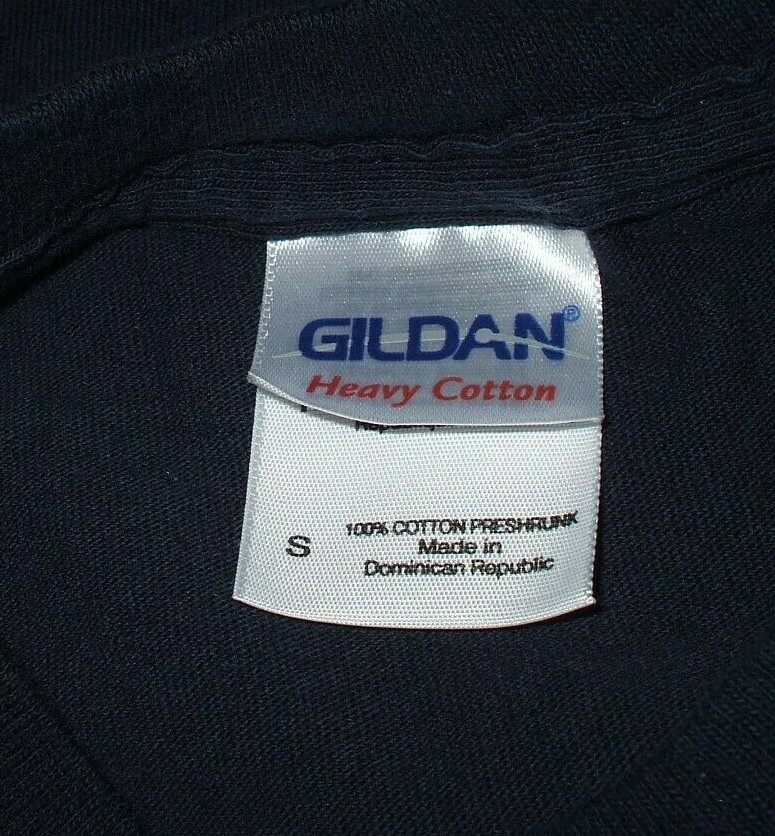 GILDAN®
Heavy Cotton
S
100% COTTON PRESHRUNK
Made in
Dominican Republic